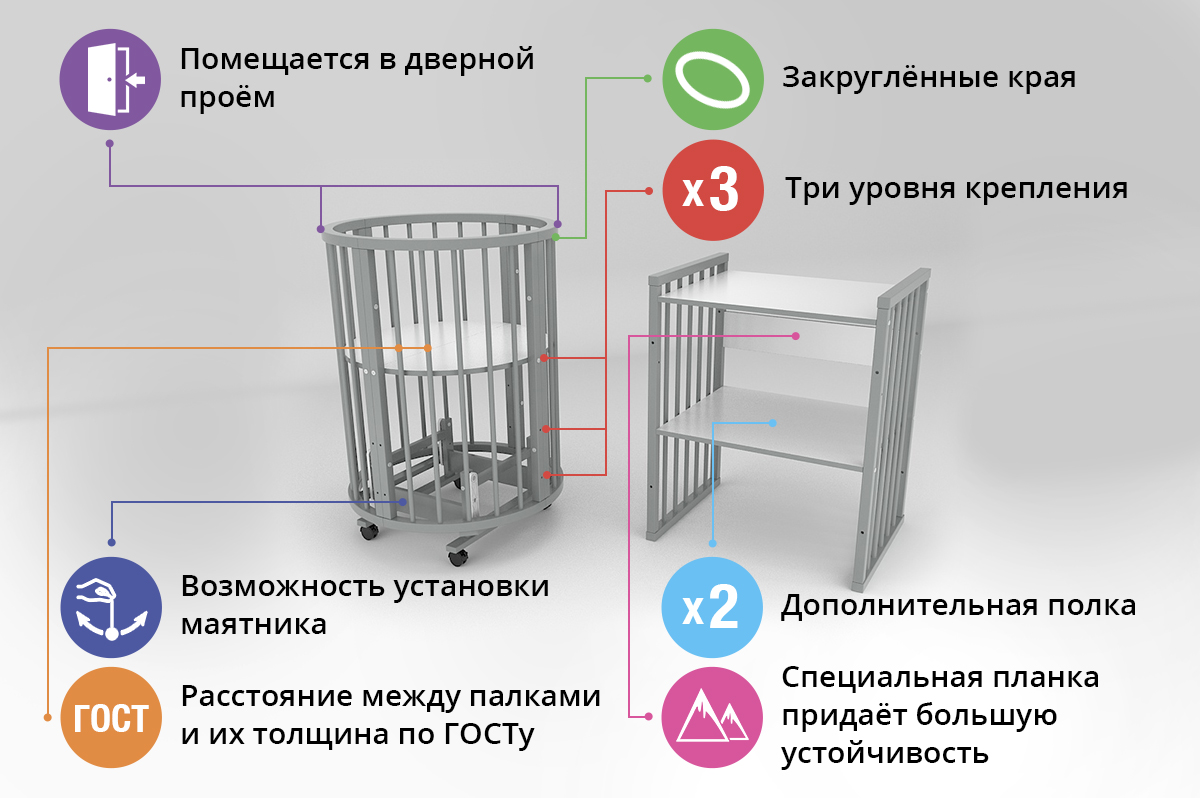 Помещается в дверной
проём
Закруглённые края
x3
Три уровня крепления
Возможность установки
маятника
ГОСТ
Расстояние между палками
и их толщина по ГОСТу
x2
Дополнительная полка
Специальная планка
придаёт большую
устойчивость